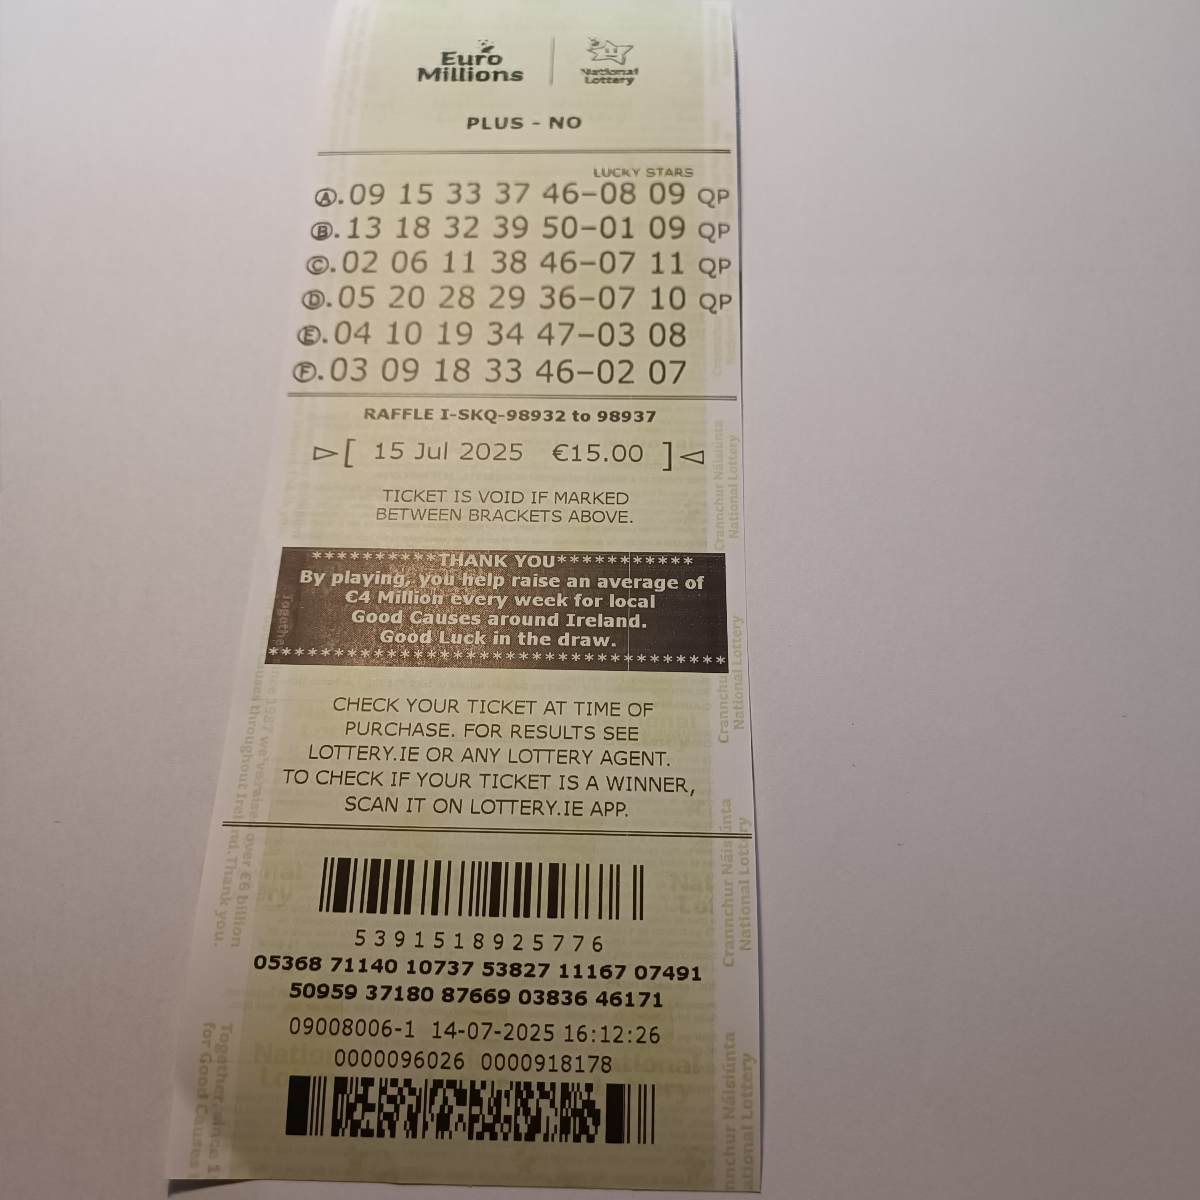 Euro
Millions
National
Lottery
PLUS - NO
LUCKY STARS
A. 09 15 33 37 46-08 09 QP
B. 13 18 32 39 50-01 09 QP
C. 02 06 11 38 46-07 11 QP
D. 05 20 28 29 36-07 10 QP
E. 04 10 19 34 47-03 08
F. 03 09 18 33 46-02 07
RAFFLE I-SKQ-98932 to 98937
[ 15 Jul 2025 €15.00 ]
TICKET IS VOID IF MARKED
BETWEEN BRACKETS ABOVE.
**********THANK YOU***********
By playing, you help raise an average of
€4 Million every week for local
Good Causes around Ireland.
Good Luck in the draw.
***********************************
CHECK YOUR TICKET AT TIME OF
PURCHASE. FOR RESULTS SEE
LOTTERY.IE OR ANY LOTTERY AGENT.
TO CHECK IF YOUR TICKET IS A WINNER,
SCAN IT ON LOTTERY.IE APP.
5391518925776
05368 71140 10737 53827 11167 07491
50959 37180 87669 03836 46171
09008006-1 14-07-2025 16:12:26
0000096026 0000918178
Crannchur Náisiúnta
National Lottery